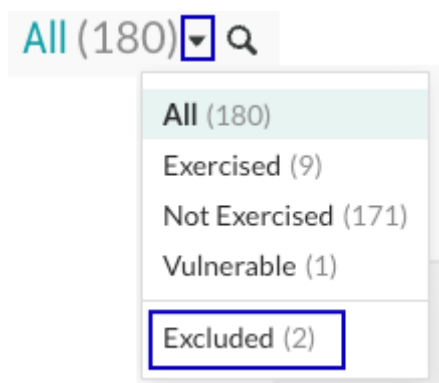 All (180)
All (180)
Exercised (9)
Not Exercised (171)
Vulnerable (1)
Excluded (2)